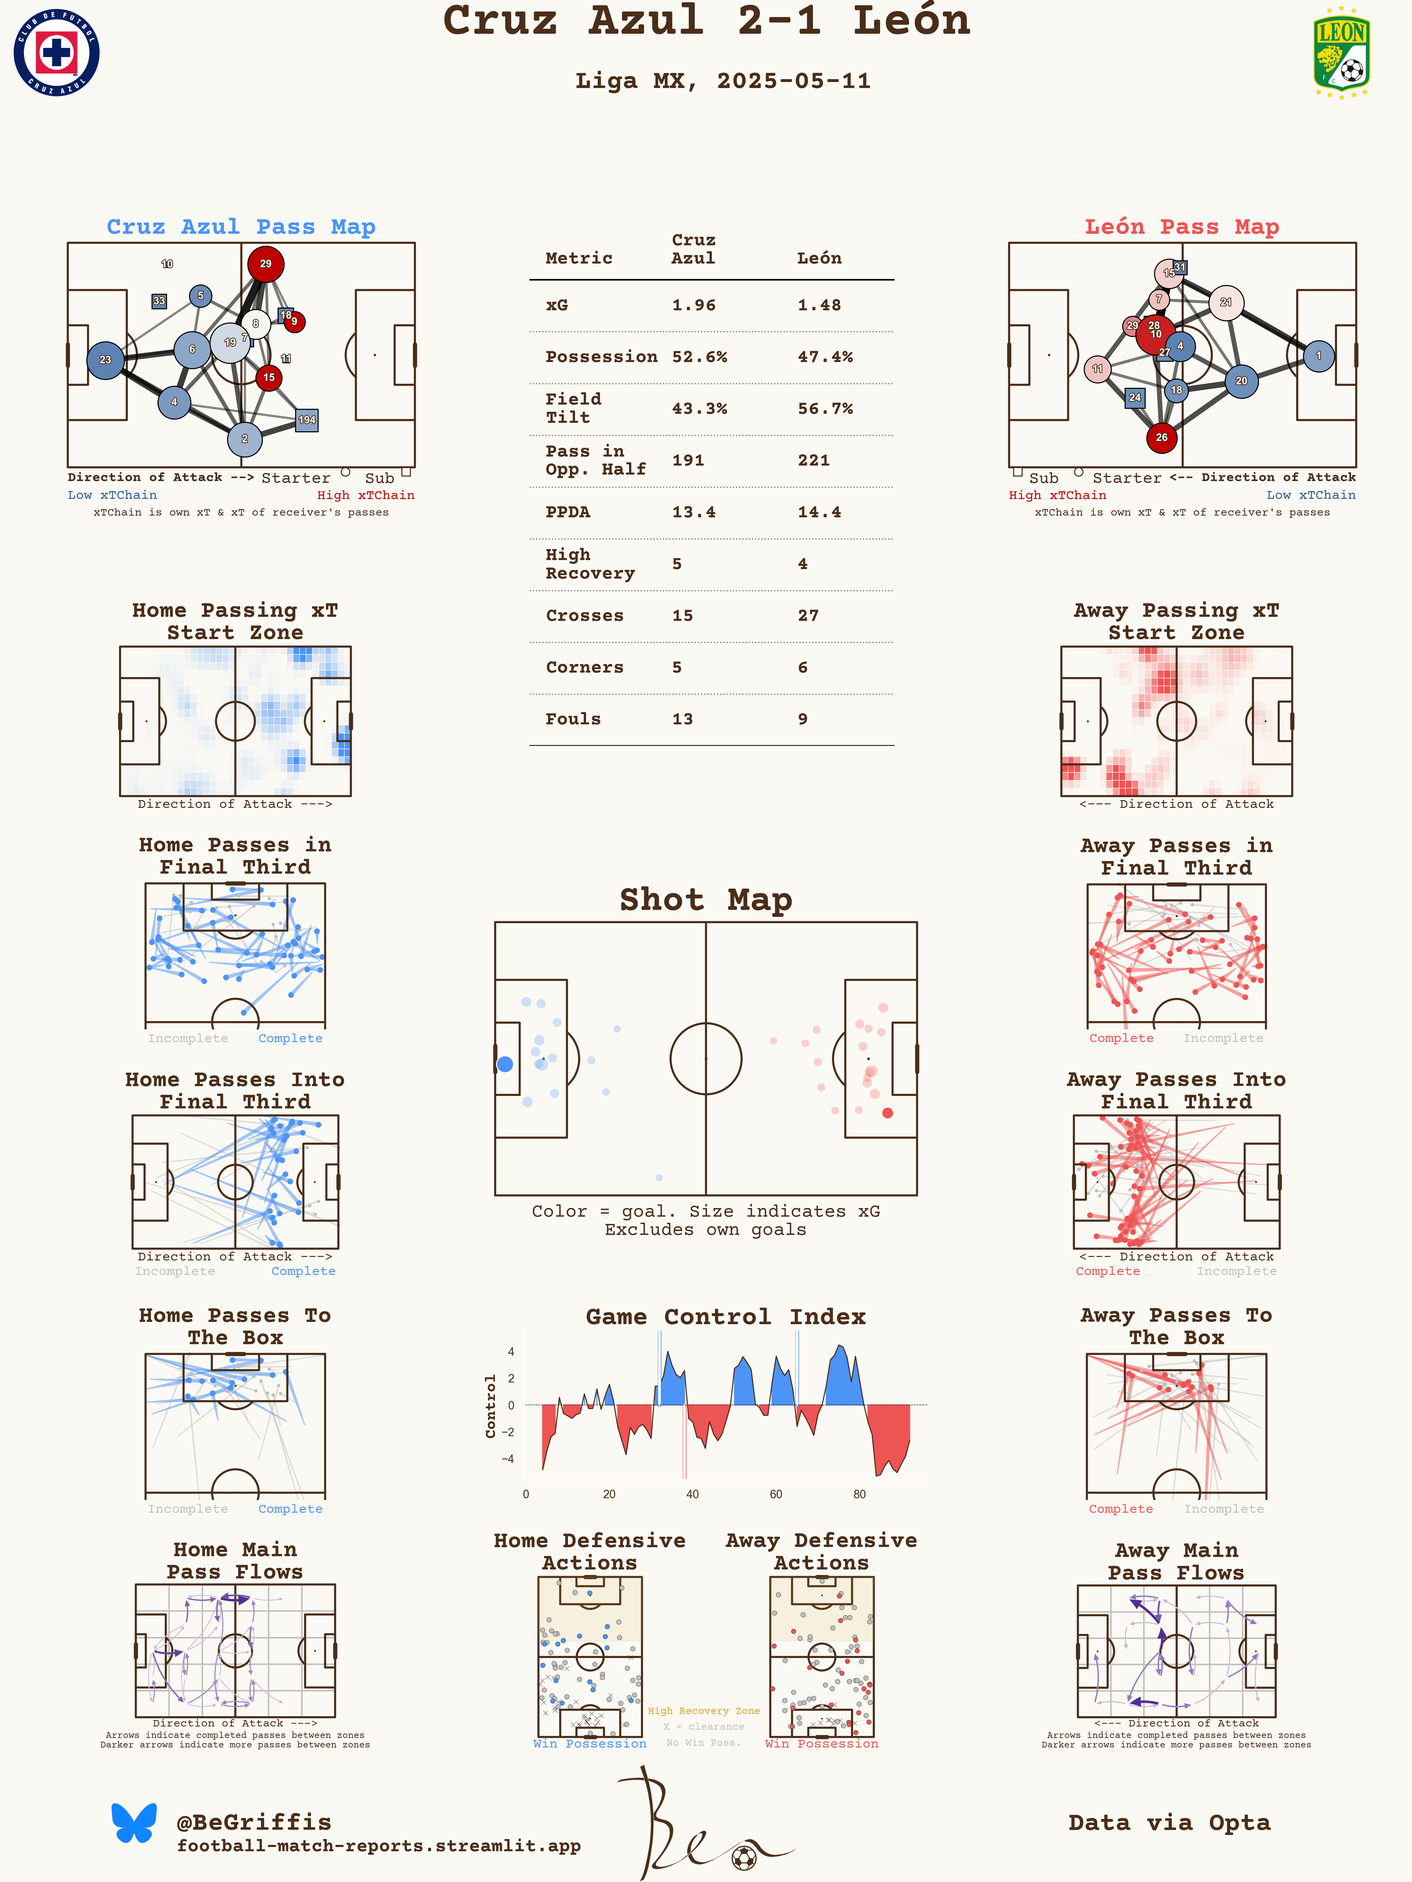 Cruz Azul 2-1 León
Liga MX, 2025-05-11
CLUB DE FUTBOL
CRUZ AZUL
LEON
F C
Cruz Azul Pass Map
10
29
33
5
8
18
9
7
19
6
11
23
15
4
194
2
Direction of Attack --> Starter Sub
Low xTChain High xTChain
xTChain is own xT & xT of receiver's passes
Metric Cruz Azul León
xG 1.96 1.48
Possession 52.6% 47.4%
Field Tilt 43.3% 56.7%
Pass in Opp. Half 191 221
PPDA 13.4 14.4
High Recovery 5 4
Crosses 15 27
Corners 5 6
Fouls 13 9
León Pass Map
15
31
7
21
29
28
10
4
27
1
11
18
20
24
26
Sub Starter <-- Direction of Attack
High xTChain Low xTChain
xTChain is own xT & xT of receiver's passes
Home Passing xT
Start Zone
Direction of Attack --->
Away Passing xT
Start Zone
<--- Direction of Attack
Home Passes in
Final Third
Incomplete Complete
Away Passes in
Final Third
Complete Incomplete
Shot Map
Color = goal. Size indicates xG
Excludes own goals
Home Passes Into
Final Third
Direction of Attack --->
Incomplete Complete
Away Passes Into
Final Third
<--- Direction of Attack
Complete Incomplete
Home Passes To
The Box
Incomplete Complete
Game Control Index
Control
4
2
0
−2
−4
0 20 40 60 80
Away Passes To
The Box
Complete Incomplete
Home Main
Pass Flows
Direction of Attack --->
Arrows indicate completed passes between zones
Darker arrows indicate more passes between zones
Home Defensive
Actions
Win Possession
High Recovery Zone
X = clearance
No Win Poss.
Away Defensive
Actions
Win Possession
Away Main
Pass Flows
<--- Direction of Attack
Arrows indicate completed passes between zones
Darker arrows indicate more passes between zones
@BeGriffis
football-match-reports.streamlit.app
Ben
Data via Opta